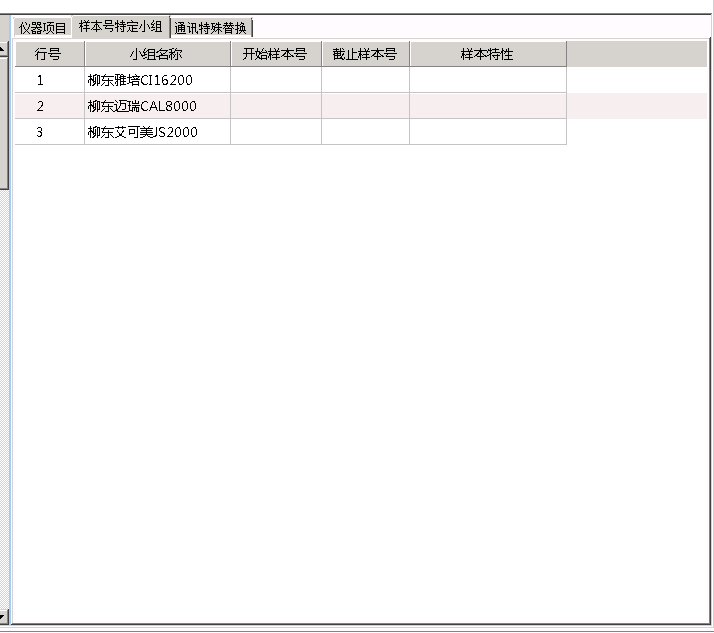 仪器项目 样本号特定小组 通讯特殊替换
行号 小组名称 开始样本号 截止样本号 样本特性
1 柳东雅培CI16200
2 柳东迈瑞CAL8000
3 柳东艾可美JS2000